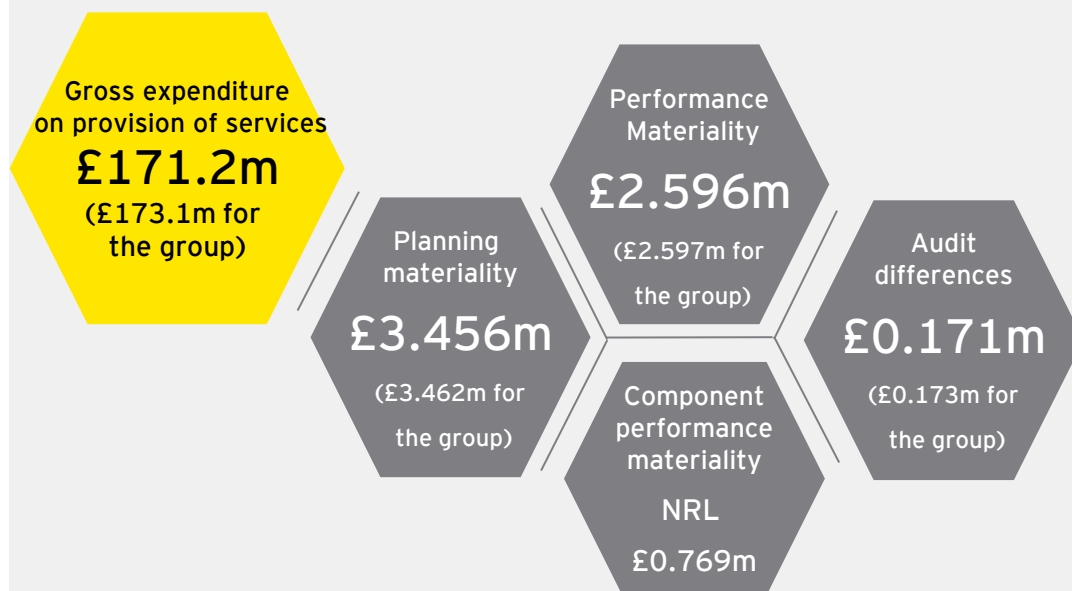 Gross expenditure
on provision of services
£171.2m
(£173.1m for
the group)
Planning
materiality
£3.456m
(£3.462m for
the group)
Performance
Materiality
£2.596m
(£2.597m for
the group)
Component
performance
materiality
NRL
£0.769m
Audit
differences
£0.171m
(£0.173m for
the group)